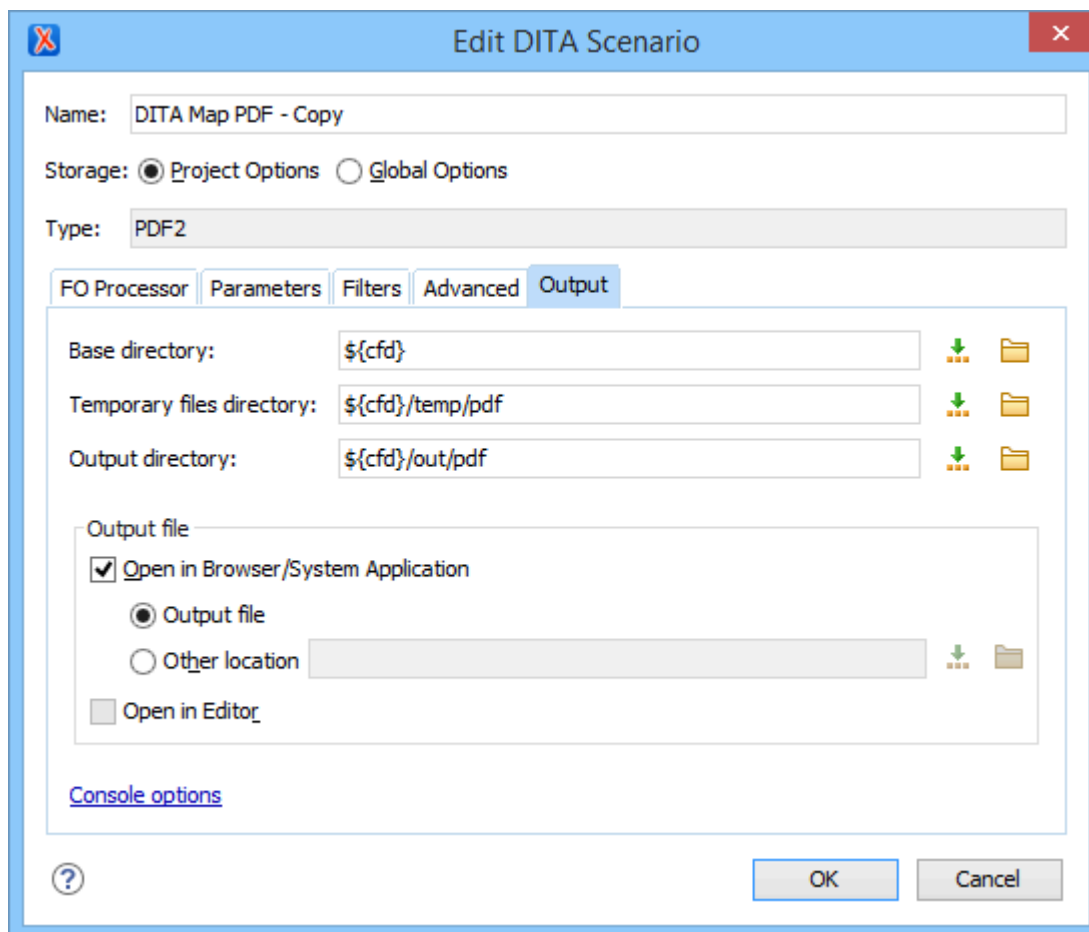 Edit DITA Scenario
Name: DITA Map PDF - Copy
Storage: Project Options Global Options
Type: PDF2
FO Processor Parameters Filters Advanced Output
Base directory: ${cfd}
Temporary files directory: ${cfd}/temp/pdf
Output directory: ${cfd}/out/pdf
Output file
Open in Browser/System Application
Output file
Other location
Open in Editor
Console options
? OK Cancel